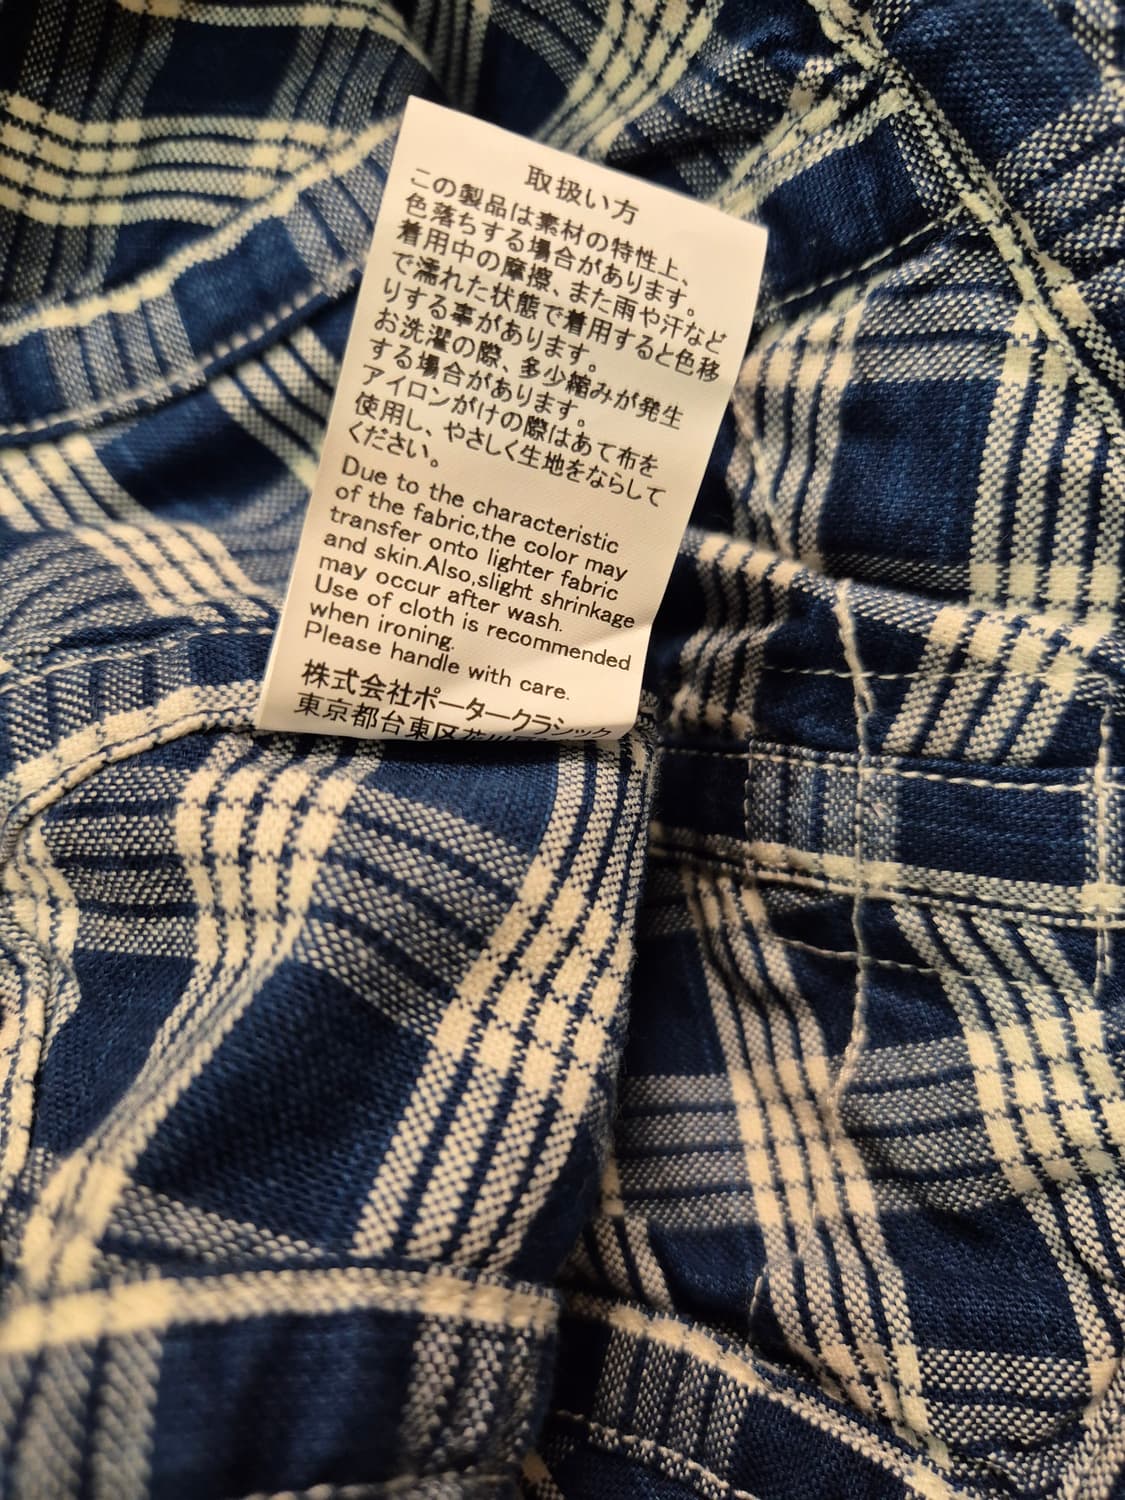 取扱い方
この製品は素材の特性上、
色落ちする場合があります。
着用中の摩擦、また雨や汗など
で濡れた状態で着用すると色移
りする事があります。
お洗濯の際、多少縮みが発生
する場合があります。
アイロンがけの際はあて布を
使用し、やさしく生地をならして
ください。
Due to the characteristic
of the fabric,the color may
transfer onto lighter fabric
and skin.Also,slight shrinkage
may occur after wash.
Use of cloth is recommended
when ironing.
Please handle with care.
株式会社ポータークラシック
東京都台東区